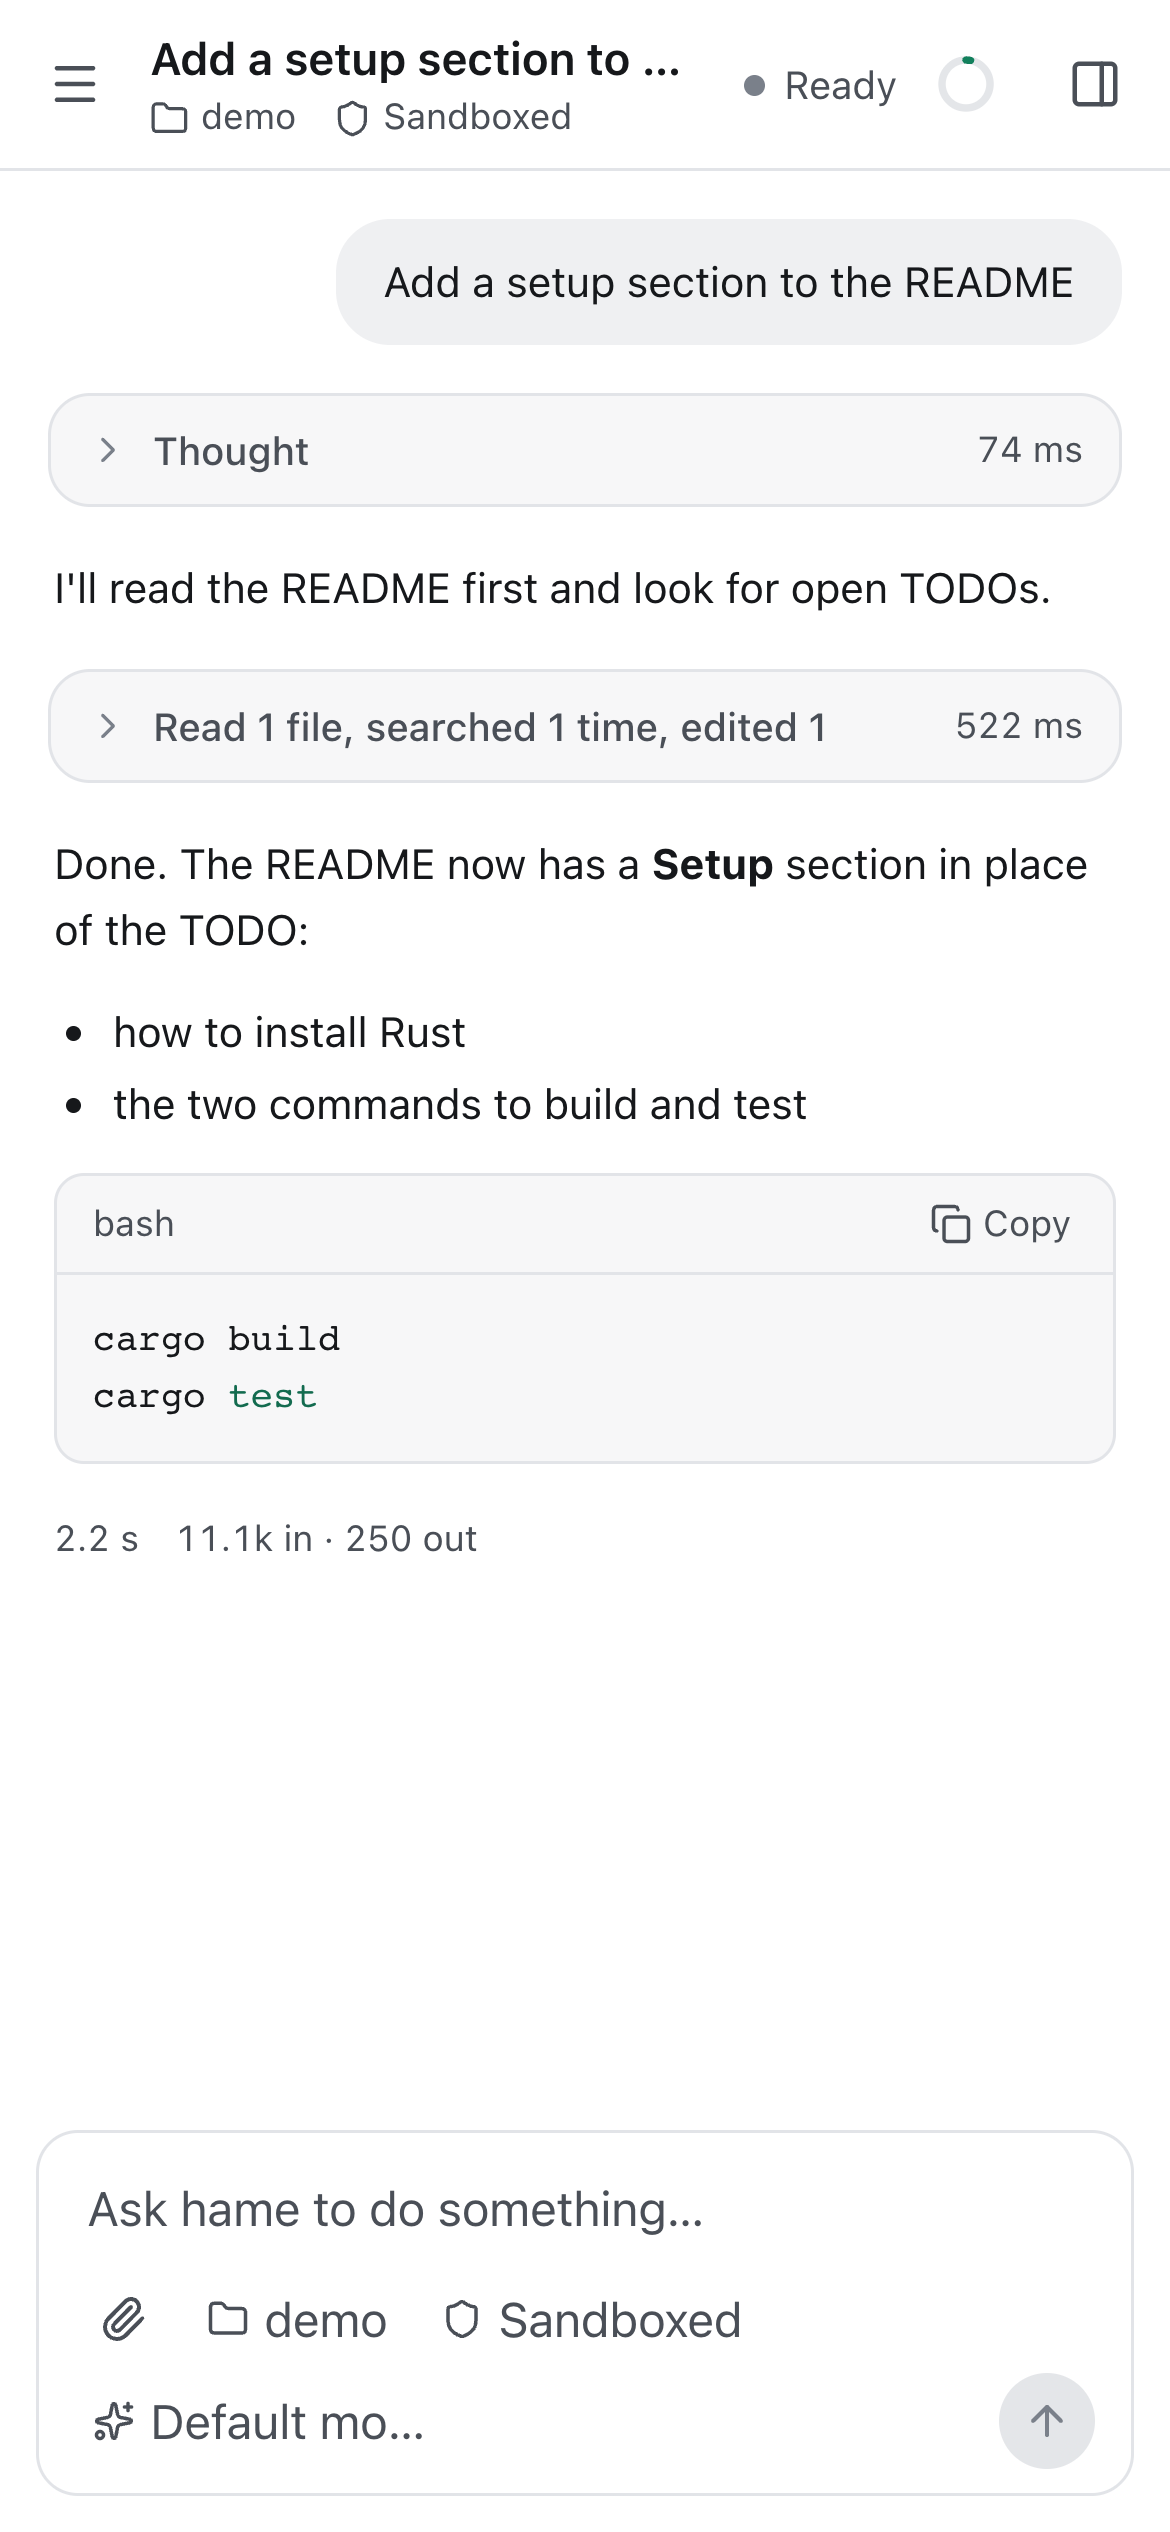 Add a setup section to ...
demo
Sandboxed
Ready
Add a setup section to the README
Thought
74 ms
I'll read the README first and look for open TODOs.
Read 1 file, searched 1 time, edited 1
522 ms
Done. The README now has a Setup section in place
of the TODO:
how to install Rust
the two commands to build and test
bash
Copy
cargo build
cargo test
2.2 s 11.1k in · 250 out
Ask hame to do something...
demo
Sandboxed
Default mo...